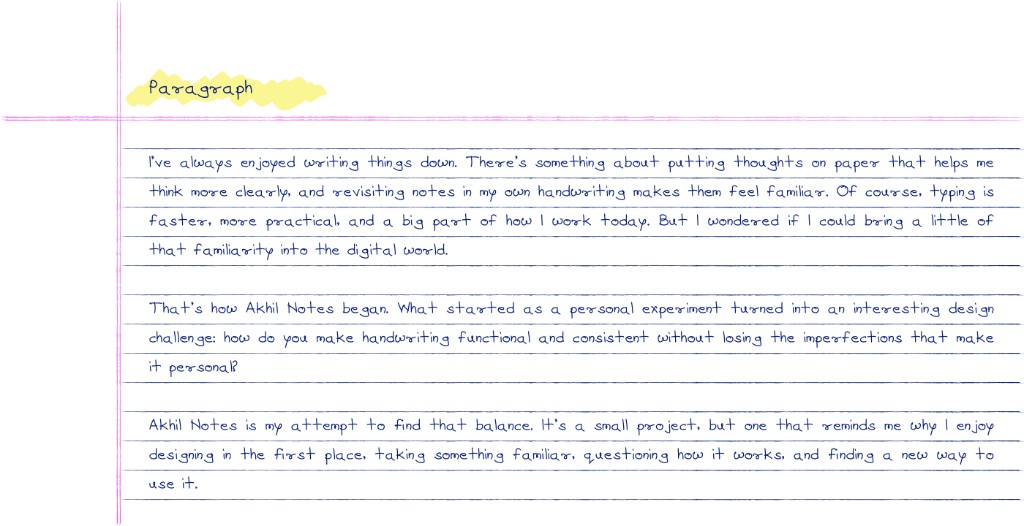 Paragraph
I've always enjoyed writing things down. There's something about putting thoughts on paper that helps me
think more clearly, and revisiting notes in my own handwriting makes them feel familiar. Of course, typing is
faster, more practical, and a big part of how I work today. But I wondered if I could bring a little of
that familiarity into the digital world.
That's how Akhil Notes began. What started as a personal experiment turned into an interesting design
challenge: how do you make handwriting functional and consistent without losing the imperfections that make
it personal?
Akhil Notes is my attempt to find that balance. It's a small project, but one that reminds me why I enjoy
designing in the first place, taking something familiar, questioning how it works, and finding a new way to
use it.